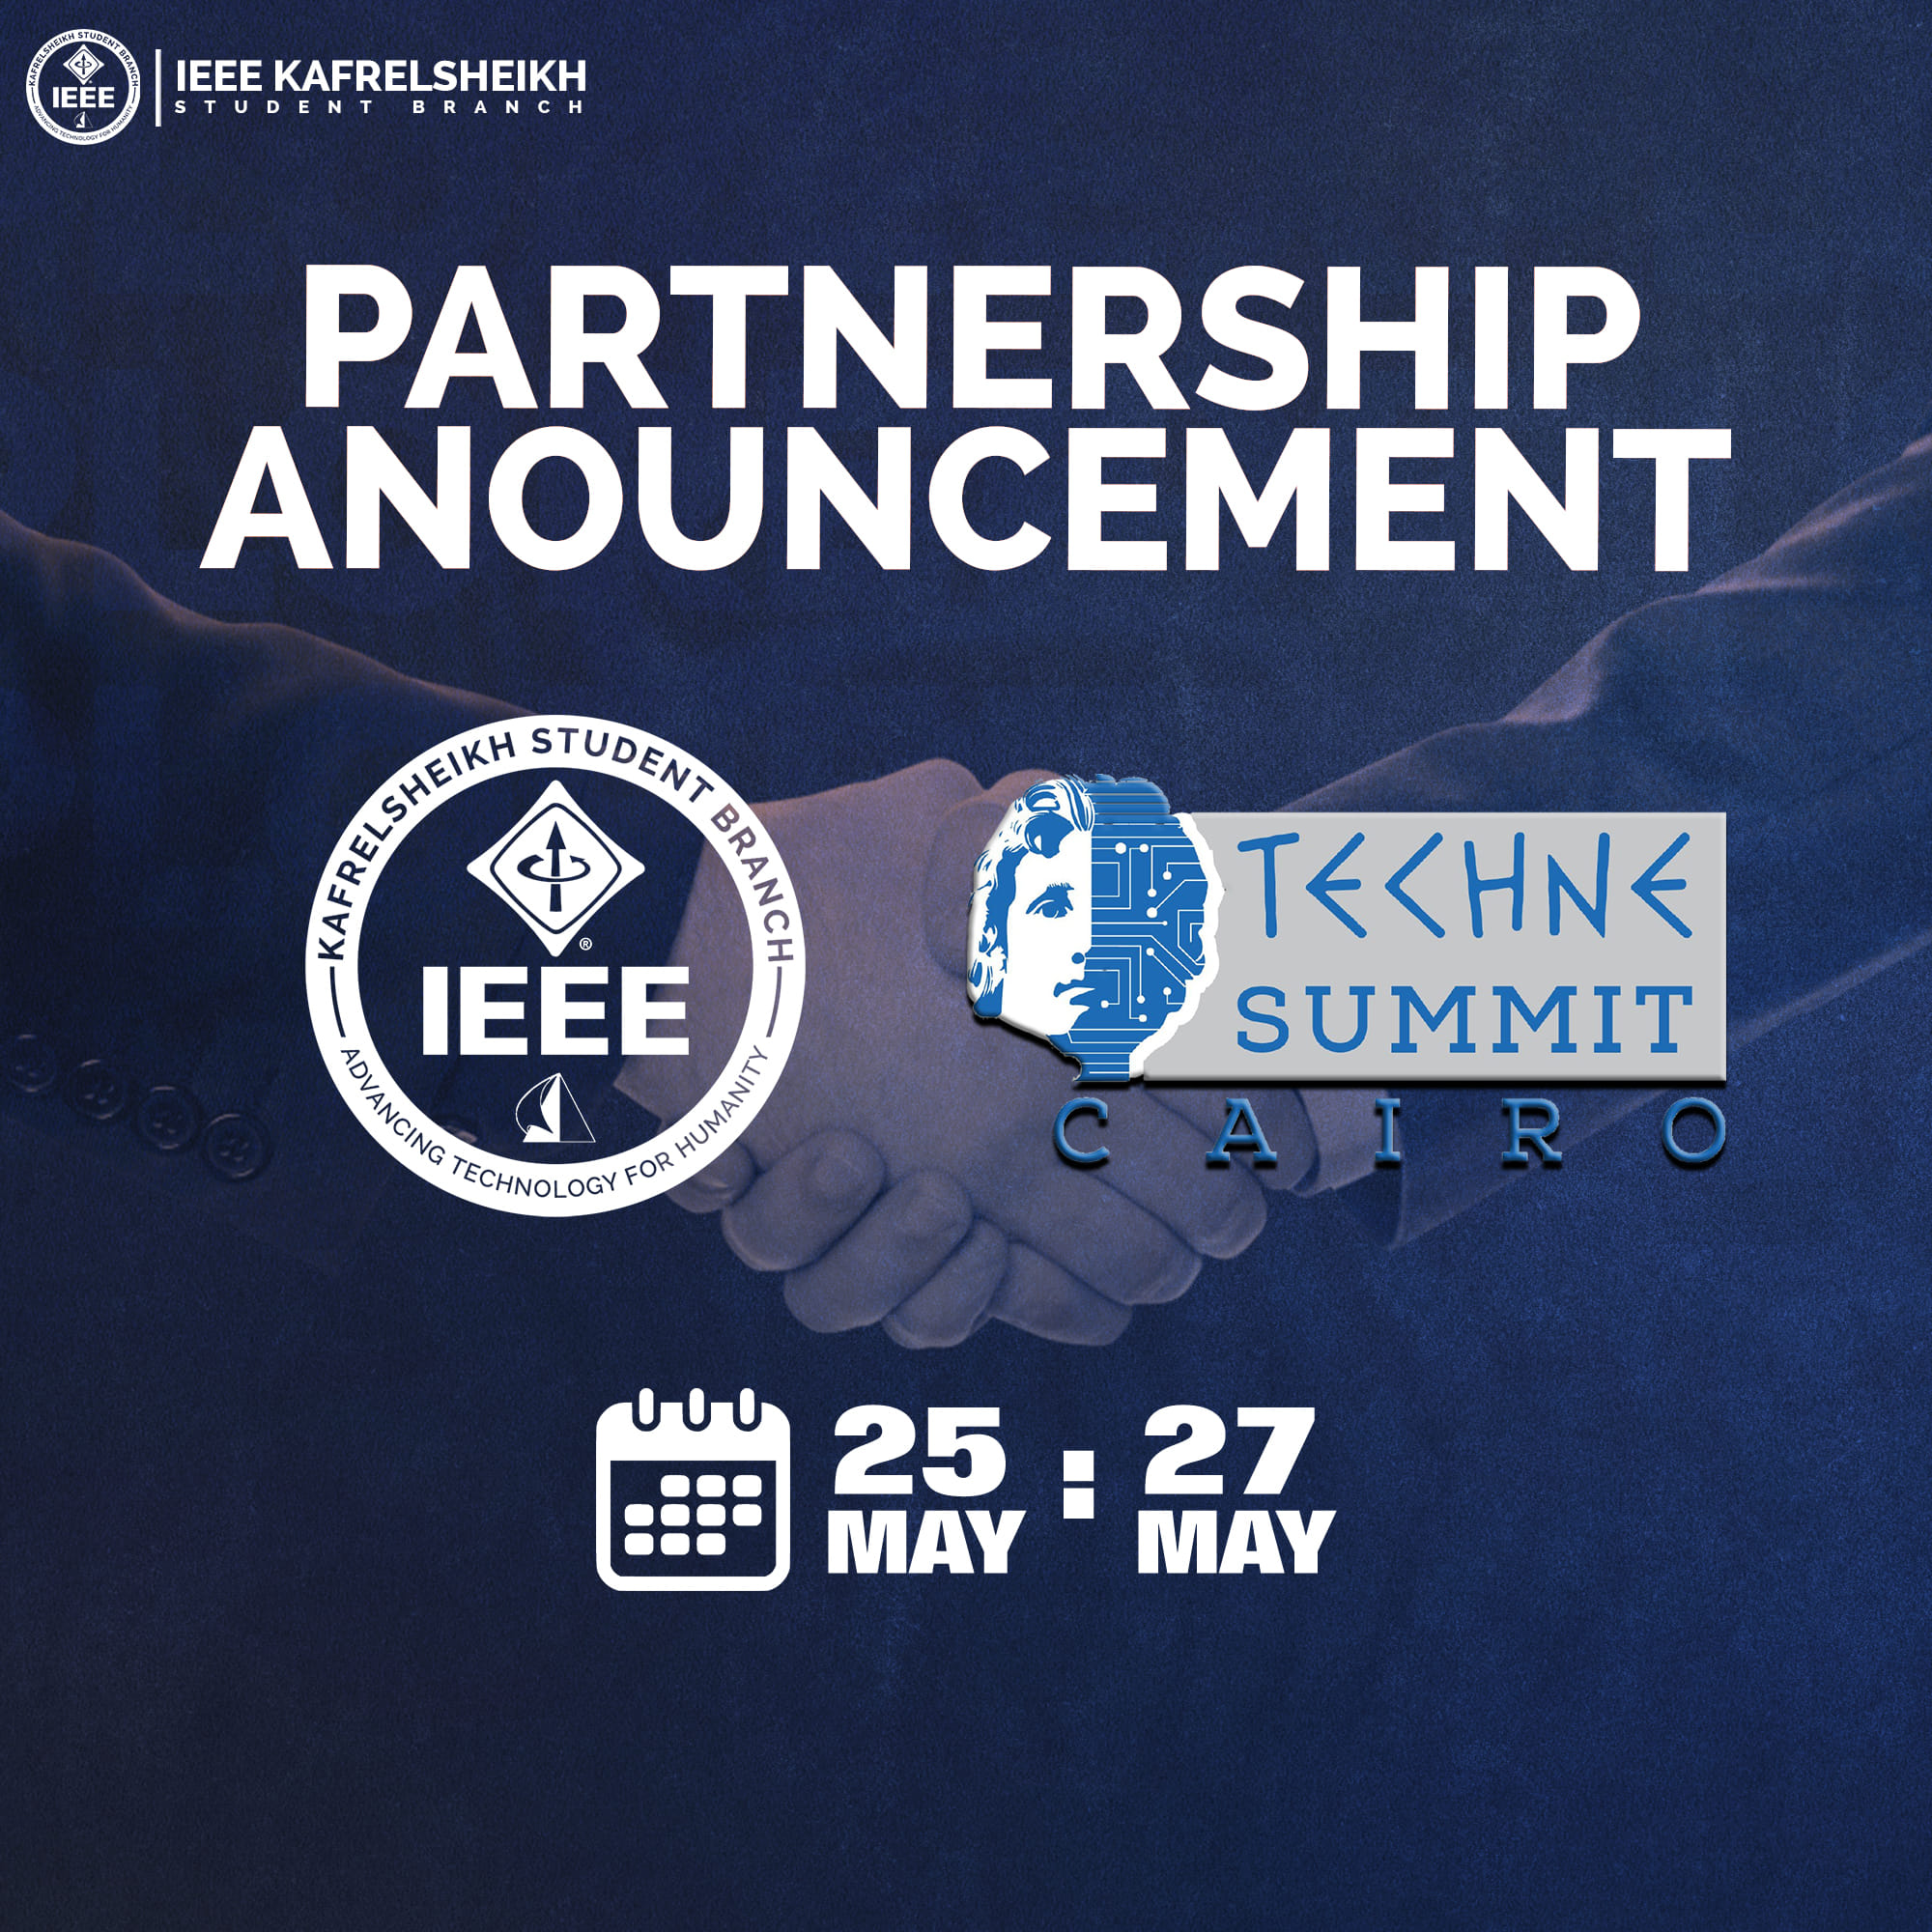 KAFRELSHEIKH STUDENT BRANCH
IEEE
ADVANCING TECHNOLOGY FOR HUMANITY
IEEE KAFRELSHEIKH
STUDENT BRANCH
PARTNERSHIP
ANOUNCEMENT
KAFRELSHEIKH STUDENT BRANCH
®
IEEE
ADVANCING TECHNOLOGY FOR HUMANITY
TECHNE
SUMMIT
CAIRO
25 : 27
MAY MAY